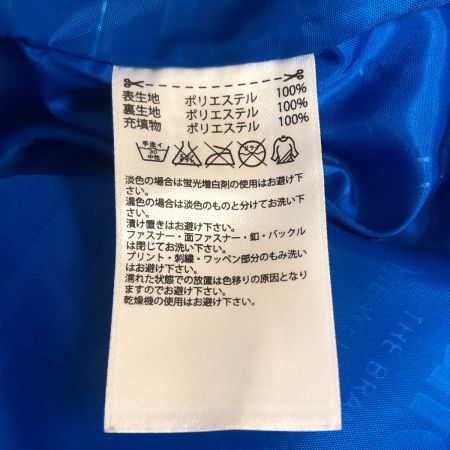 表生地 ポリエステル 100%
裏生地 ポリエステル 100%
充填物 ポリエステル 100%
手洗イ
30
中性
淡色の場合は蛍光増白剤の使用はお避け下
さい。
濃色の場合は淡色のものと分けてお洗い下
さい。
漬け置きはお避け下さい。
ファスナー・面ファスナー・釦・バックル
は閉じてお洗い下さい。
プリント・刺繍・ワッペン部分のもみ洗い
はお避け下さい。
濡れた状態での放置は色移りの原因となり
ますのでお避け下さい。
乾燥機の使用はお避け下さい。
THE BRA